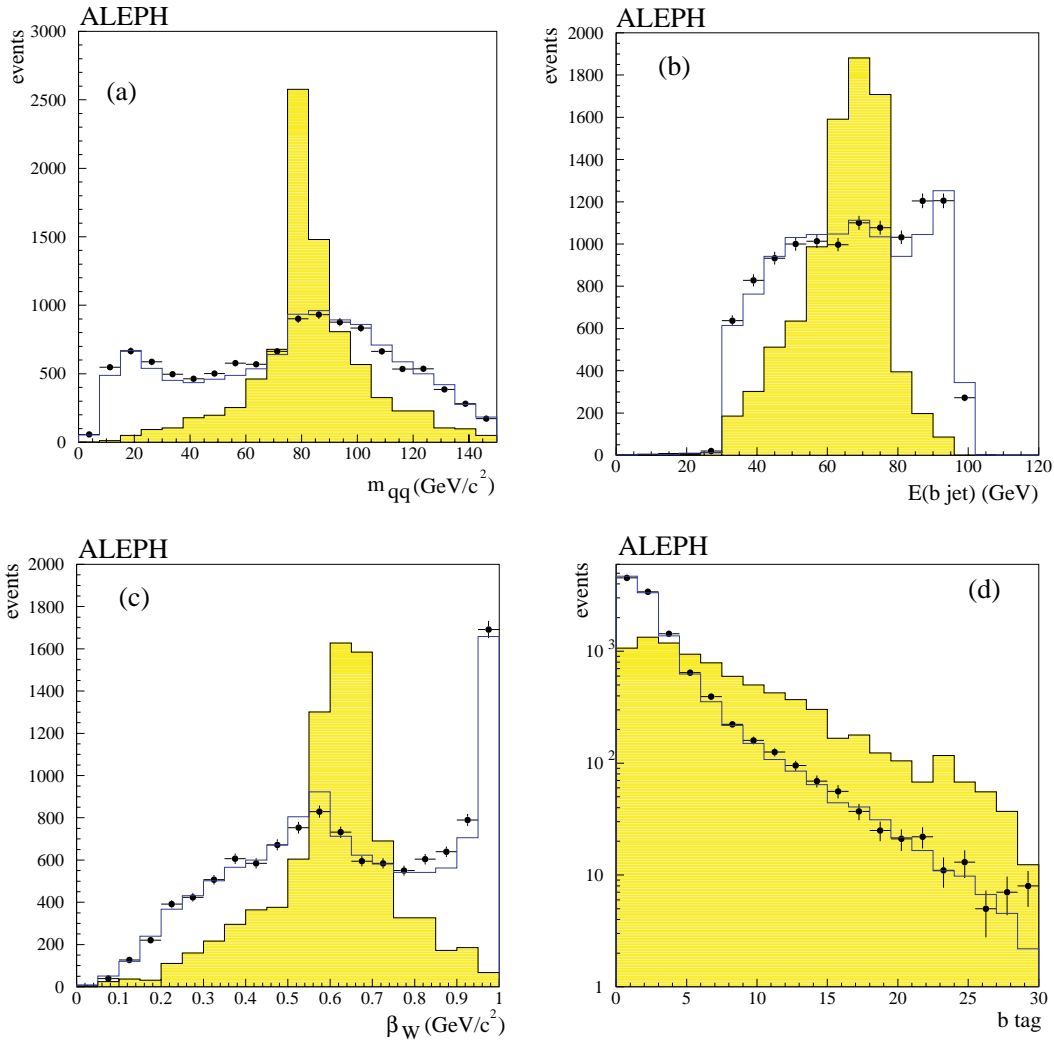 ALEPH
events
3000
2500
2000
1500
1000
500
0
(a)
0 20 40 60 80 100 120 140
m qq (GeV/c²)
ALEPH
events
2000
1800
1600
1400
1200
1000
800
600
400
200
0
(b)
0 20 40 60 80 100 120
E(b jet) (GeV)
ALEPH
events
2000
1800
1600
1400
1200
1000
800
600
400
200
0
(c)
0 0.1 0.2 0.3 0.4 0.5 0.6 0.7 0.8 0.9 1
β W (GeV/c²)
ALEPH
events
10³
10²
10
1
(d)
0 5 10 15 20 25 30
b tag